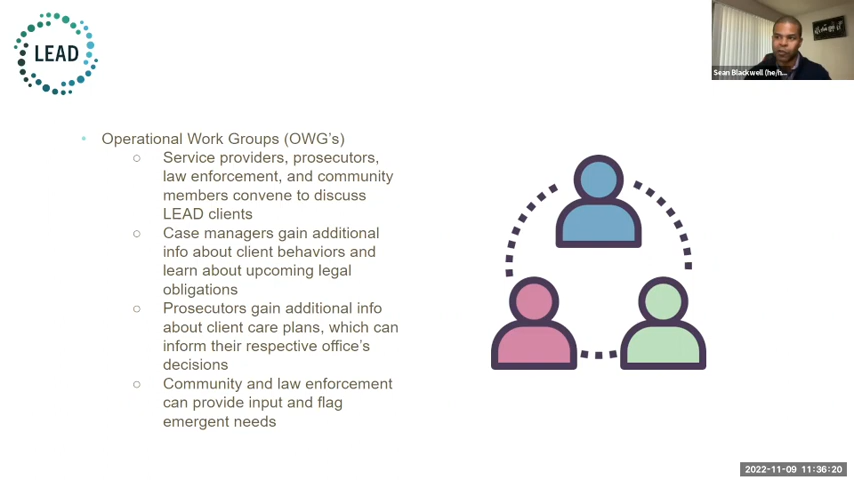 LEAD
Sean Blackwell (he/h...
• Operational Work Groups (OWG's)
○ Service providers, prosecutors,
law enforcement, and community
members convene to discuss
LEAD clients
○ Case managers gain additional
info about client behaviors and
learn about upcoming legal
obligations
○ Prosecutors gain additional info
about client care plans, which can
inform their respective office's
decisions
○ Community and law enforcement
can provide input and flag
emergent needs
2022-11-09 11:36:20